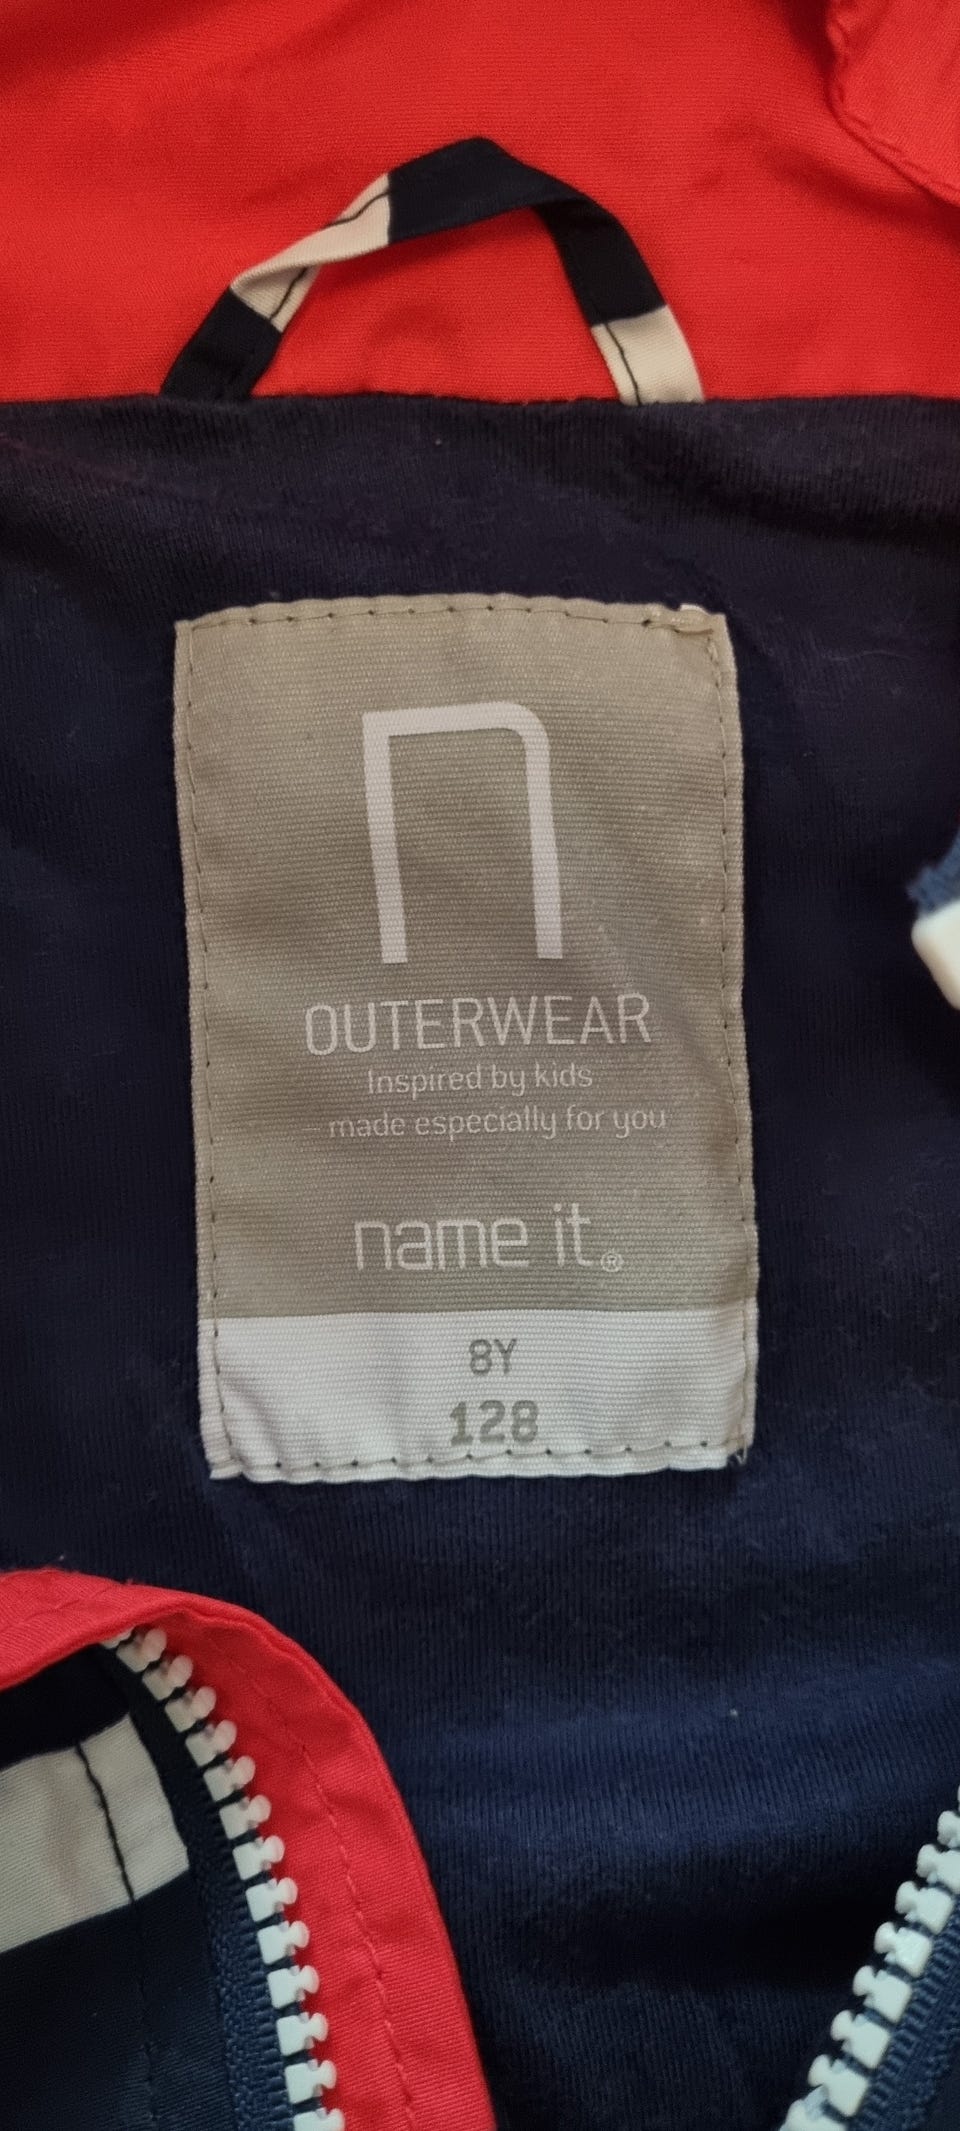 n
OUTERWEAR
Inspired by kids
made especially for you
name it®
8Y
128